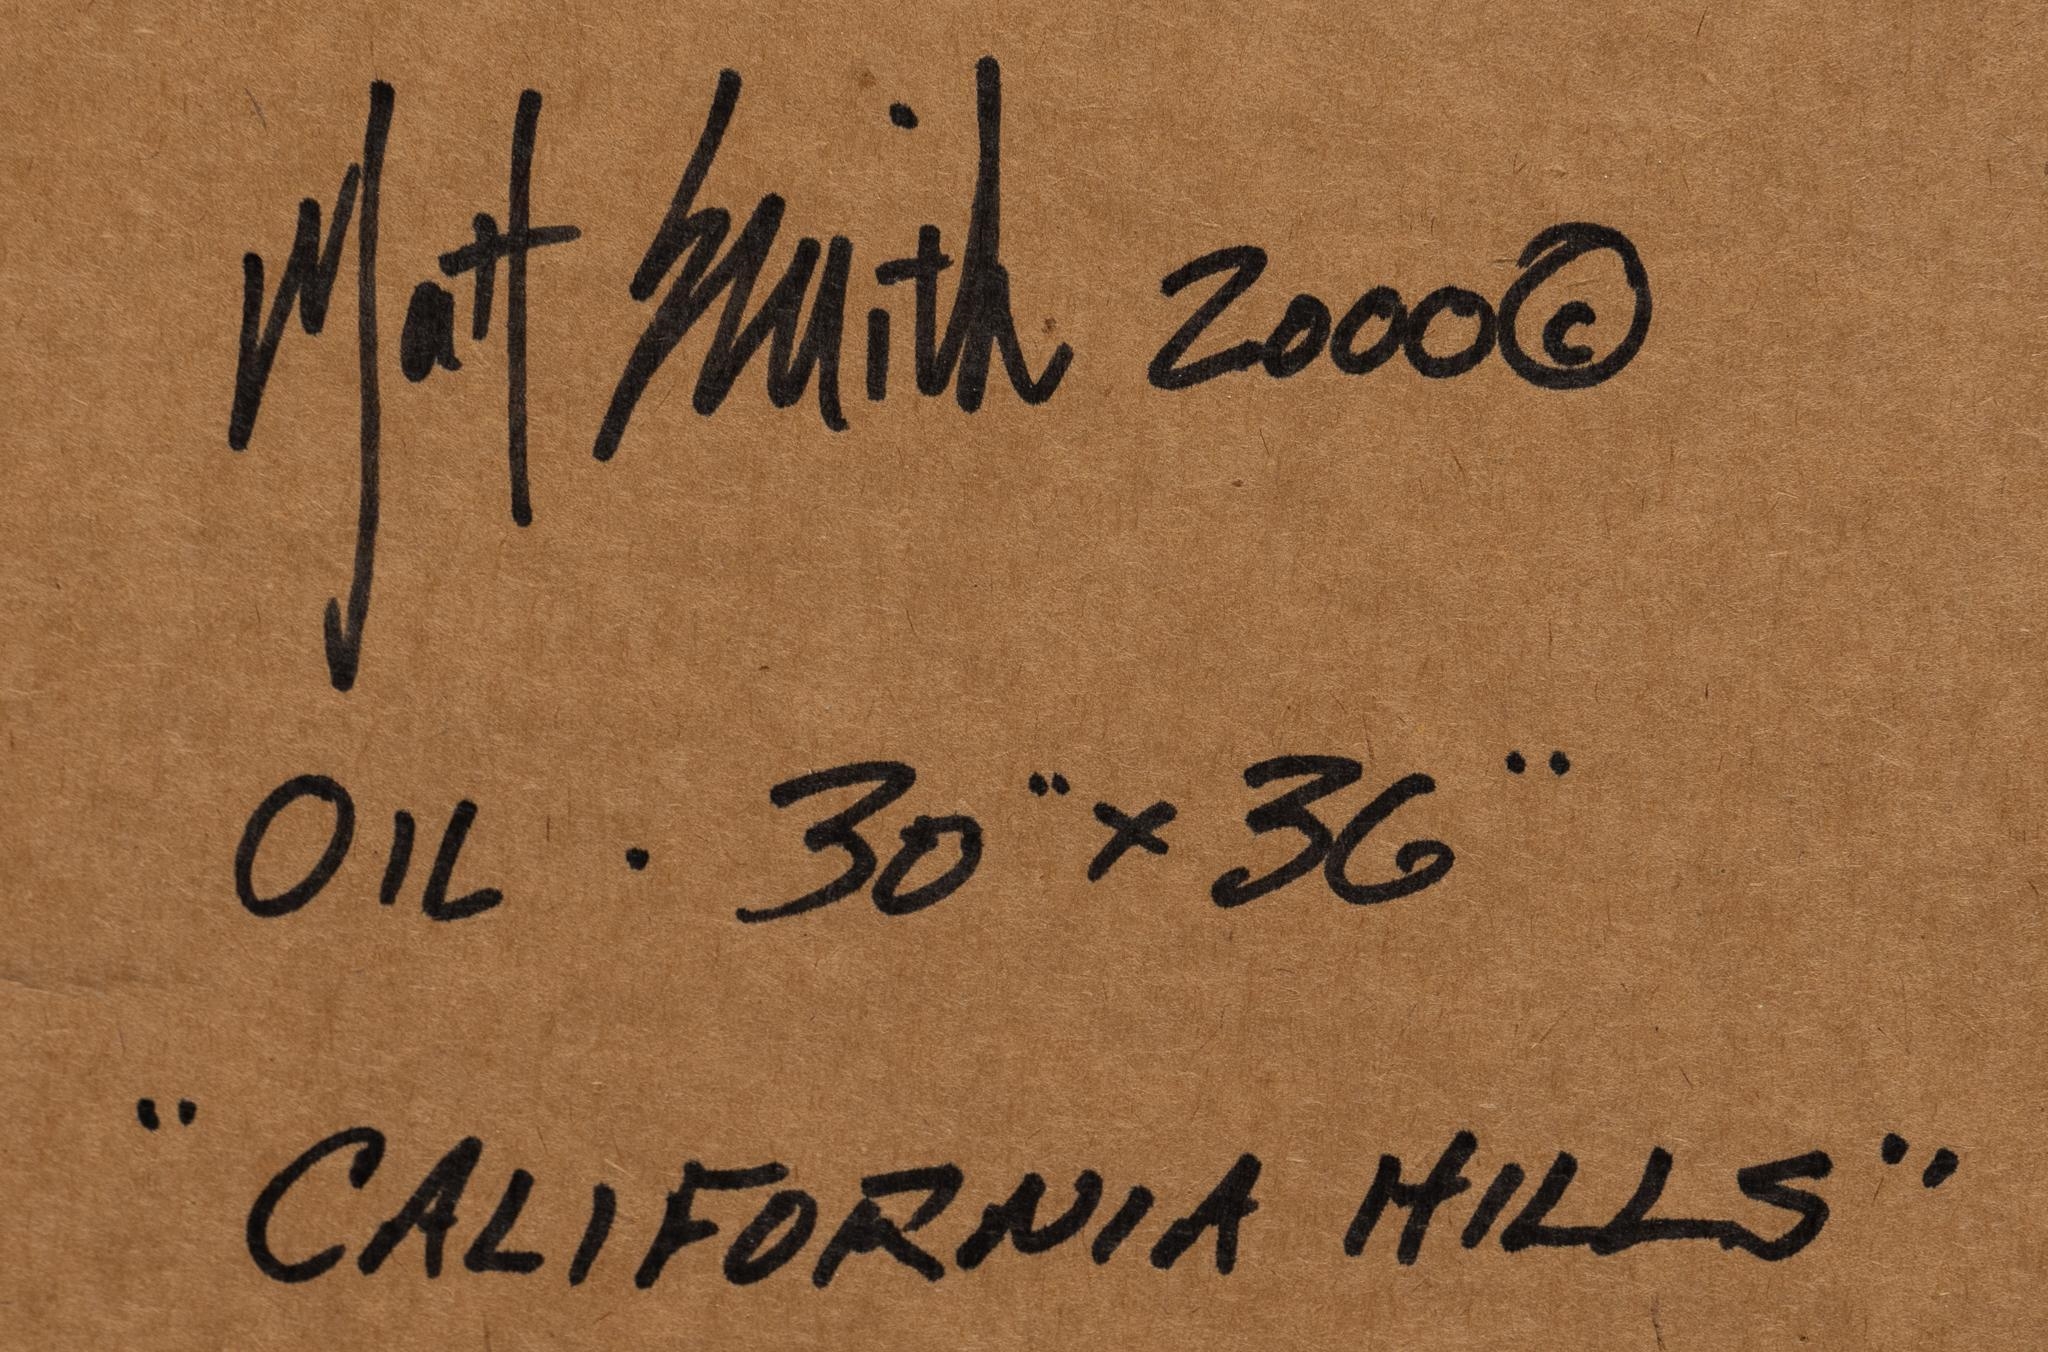 Matt Smith 2000 ©
OIL · 30" x 36"
"CALIFORNIA HILLS"